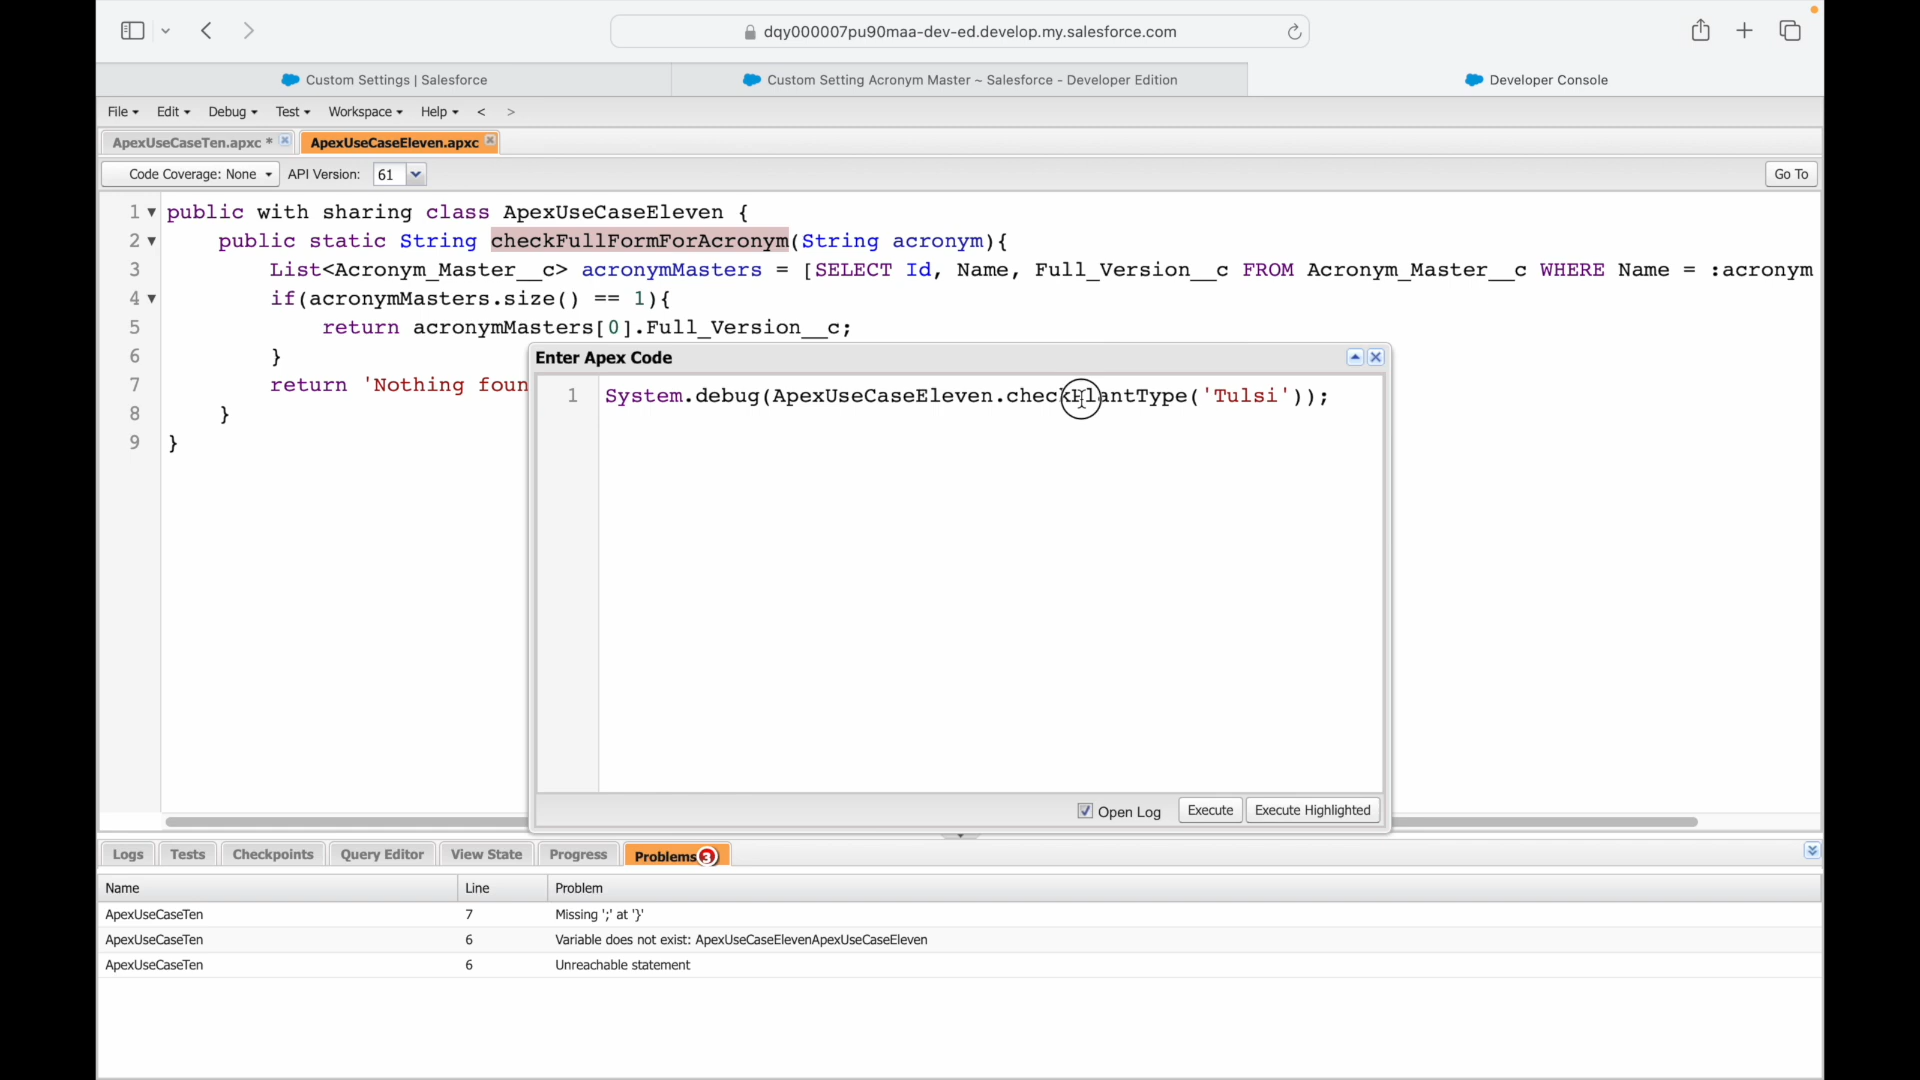 dqy000007pu90maa-dev-ed.develop.my.salesforce.com
Custom Settings | Salesforce
Custom Setting Acronym Master ~ Salesforce - Developer Edition
Developer Console
File Edit Debug Test Workspace Help < >
ApexUseCaseTen.apxc *
ApexUseCaseEleven.apxc
Code Coverage: None API Version: 61 Go To
1 public with sharing class ApexUseCaseEleven {
2 public static String checkFullFormForAcronym(String acronym){
3 List<Acronym_Master__c> acronymMasters = [SELECT Id, Name, Full_Version__c FROM Acronym_Master__c WHERE Name = :acronym
4 if(acronymMasters.size() == 1){
5 return acronymMasters[0].Full_Version__c;
6 }
7 return 'Nothing foun
8 }
9 }
Enter Apex Code
1 System.debug(ApexUseCaseEleven.checkPlantType('Tulsi'));
Open Log Execute Execute Highlighted
Logs Tests Checkpoints Query Editor View State Progress Problems 3
Name Line Problem
ApexUseCaseTen 7 Missing ';' at '}'
ApexUseCaseTen 6 Variable does not exist: ApexUseCaseElevenApexUseCaseEleven
ApexUseCaseTen 6 Unreachable statement